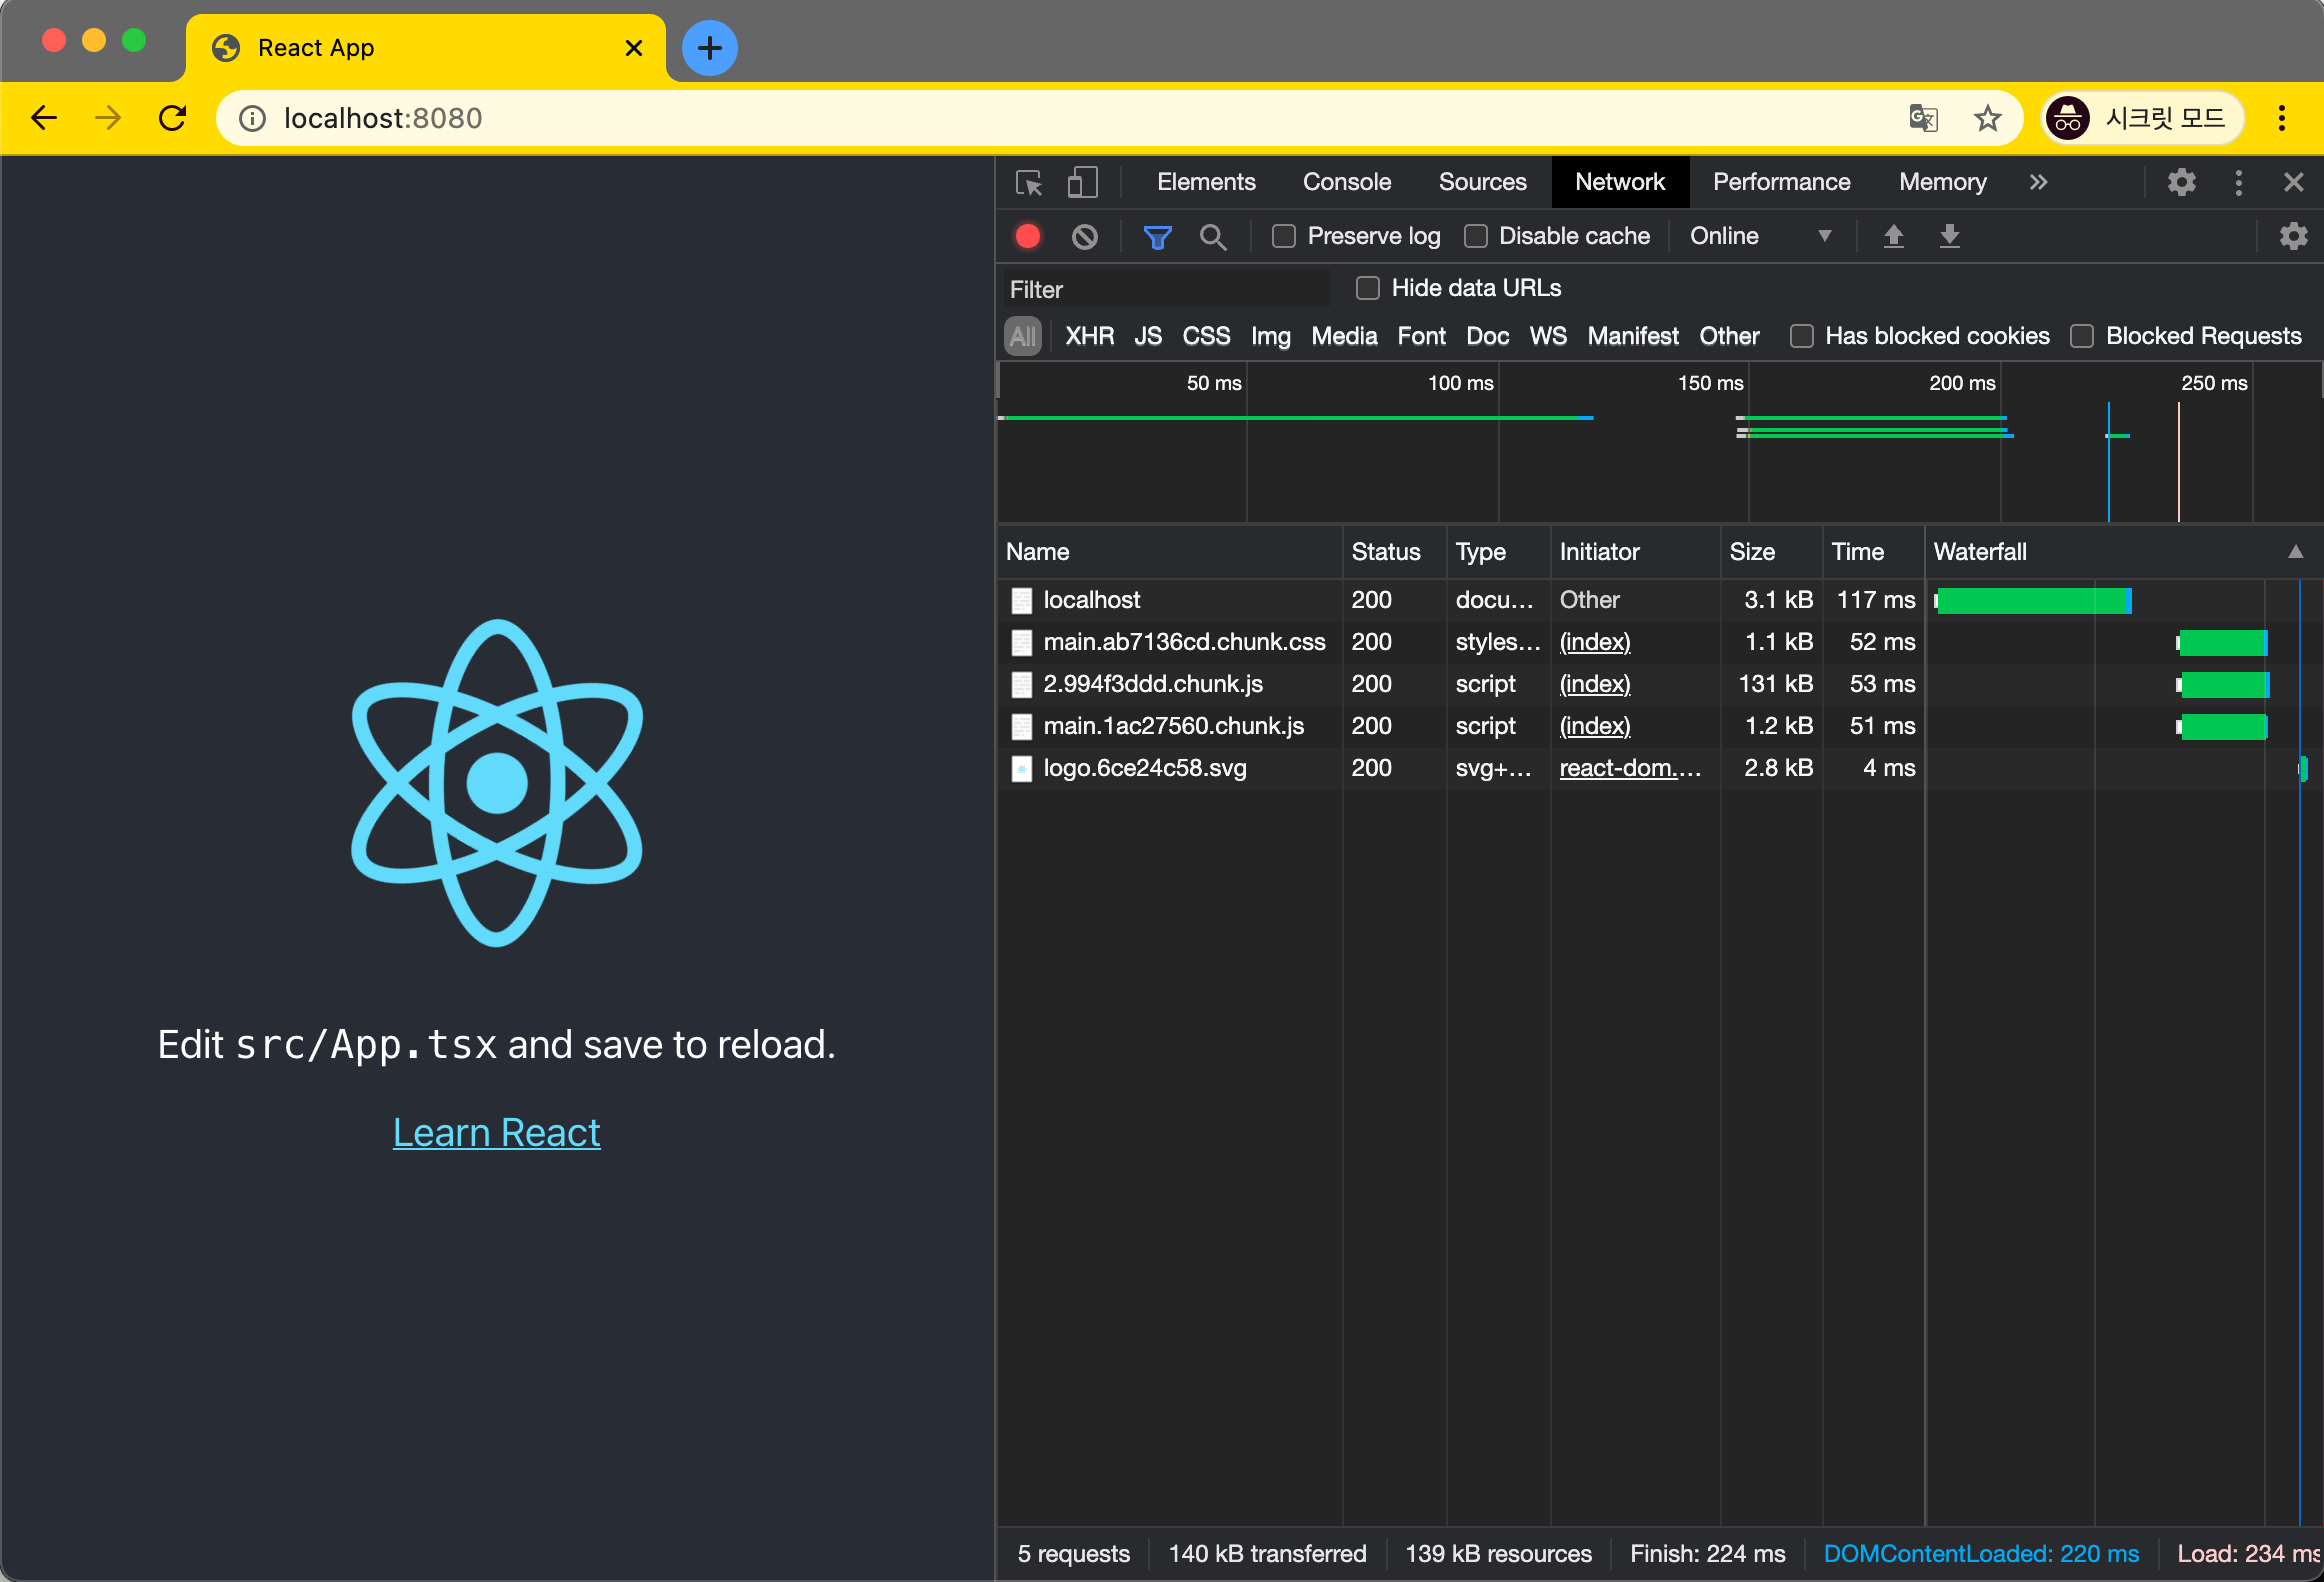 React App
localhost:8080
시크릿 모드
Elements Console Sources Network Performance Memory
Preserve log Disable cache Online
Filter Hide data URLs
All XHR JS CSS Img Media Font Doc WS Manifest Other Has blocked cookies Blocked Requests
50 ms 100 ms 150 ms 200 ms 250 ms
Name Status Type Initiator Size Time Waterfall
localhost 200 docu... Other 3.1 kB 117 ms
main.ab7136cd.chunk.css 200 styles... (index) 1.1 kB 52 ms
2.994f3ddd.chunk.js 200 script (index) 131 kB 53 ms
main.1ac27560.chunk.js 200 script (index) 1.2 kB 51 ms
logo.6ce24c58.svg 200 svg+... react-dom.... 2.8 kB 4 ms
5 requests 140 kB transferred 139 kB resources Finish: 224 ms DOMContentLoaded: 220 ms Load: 234 ms
Edit src/App.tsx and save to reload.
Learn React